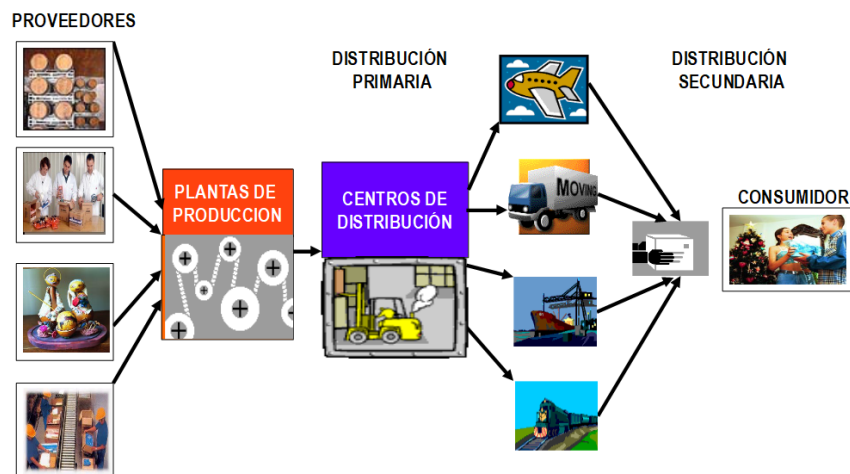 PROVEEDORES
DISTRIBUCIÓN
PRIMARIA
DISTRIBUCIÓN
SECUNDARIA
PLANTAS DE
PRODUCCION
CENTROS DE
DISTRIBUCIÓN
MOVING
CONSUMIDOR